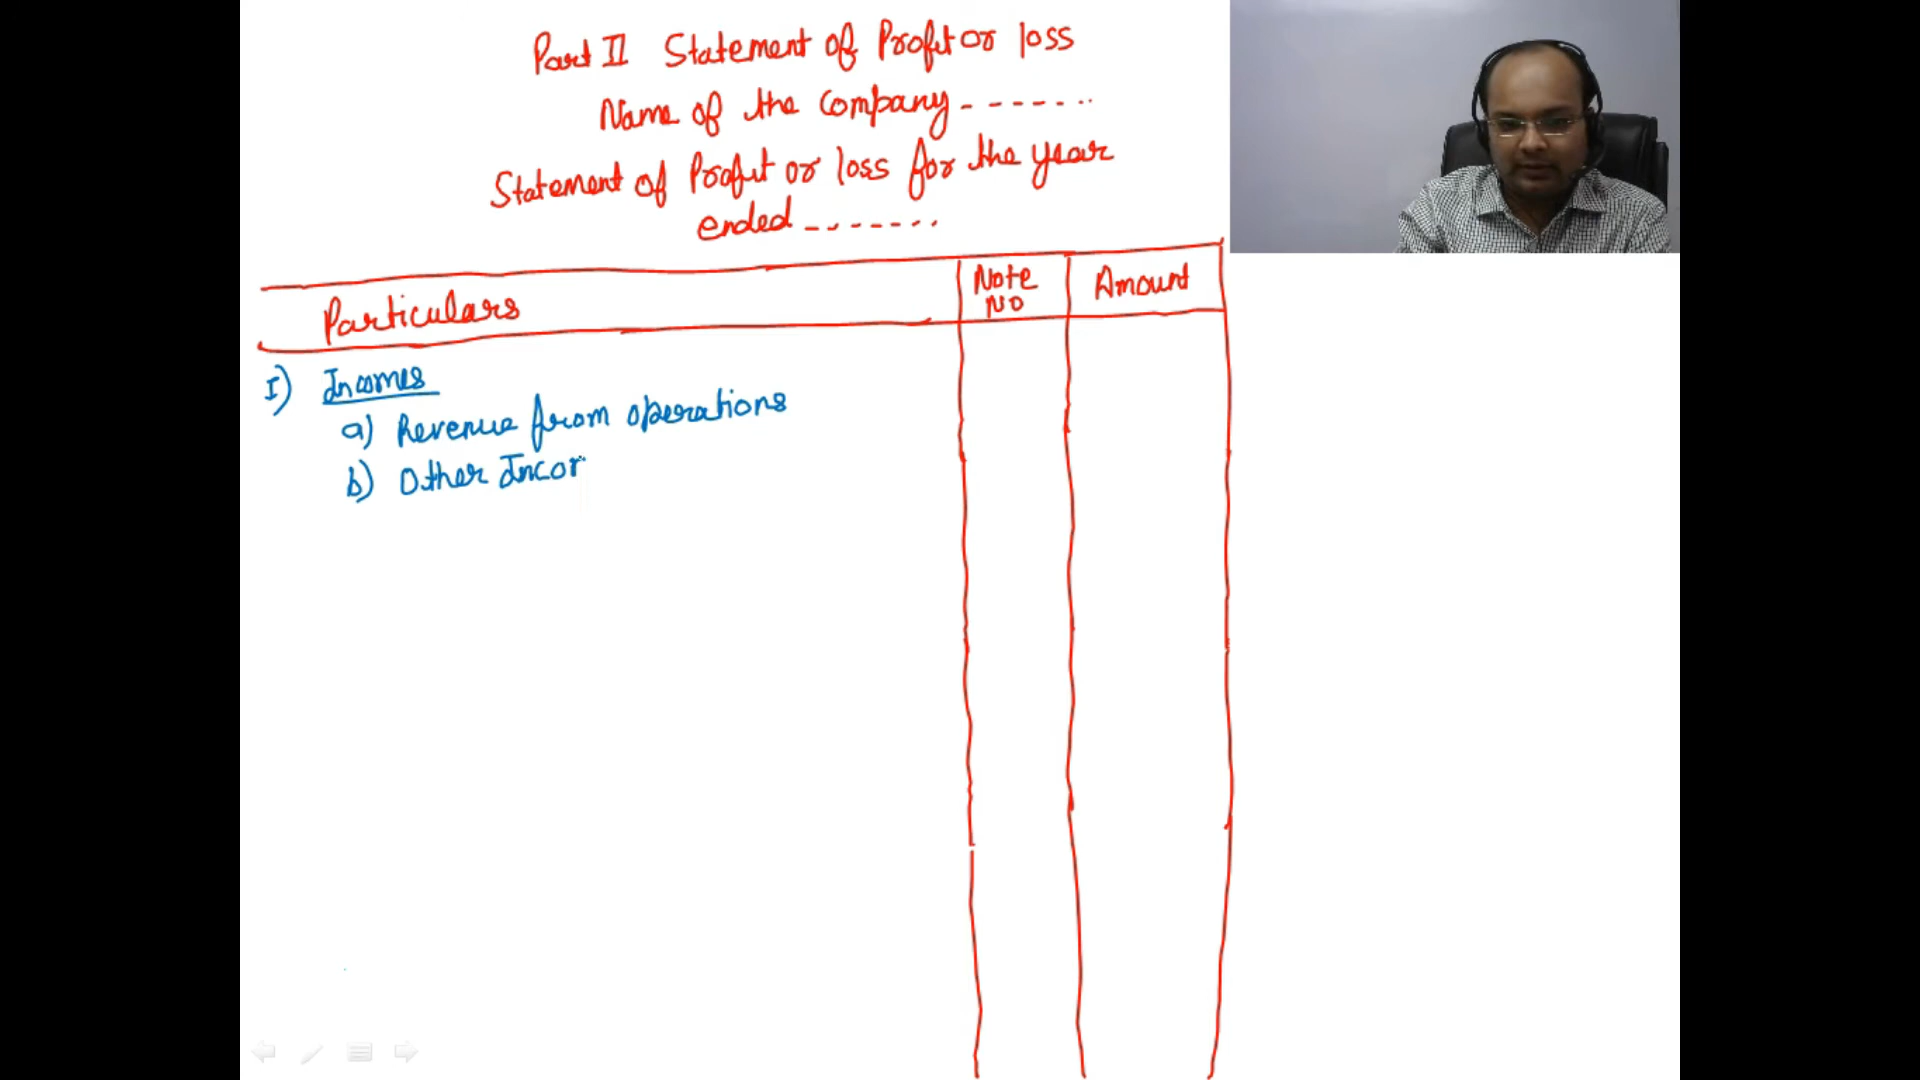 Part II Statement of Profit or loss
Name of the company -------
Statement of Profit or loss for the year
ended -------
Particulars
Note
NO
Amount
I) Incomes
a) Revenue from operations
b) Other Incor